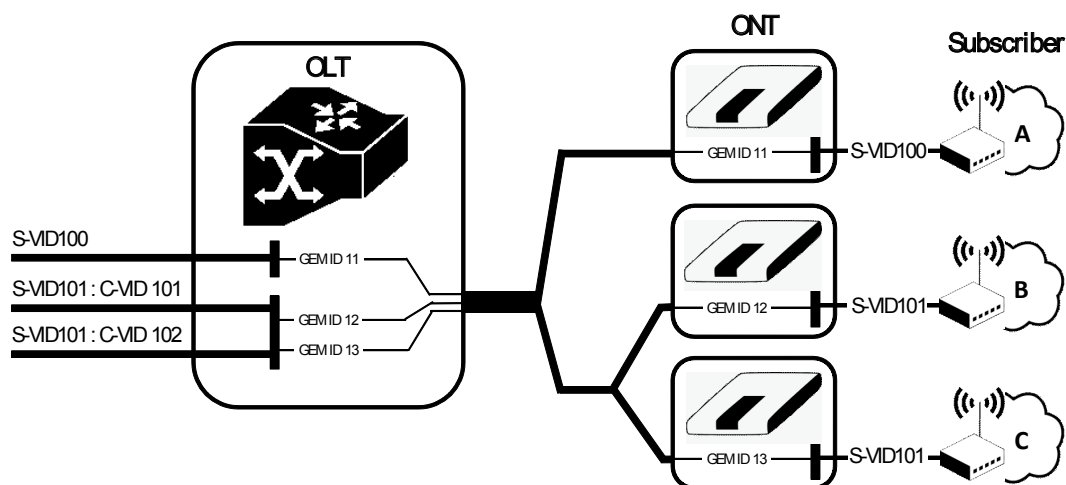 ONT
Subscriber
OLT
GEM ID 11
S-VID100
A
S-VID100
GEM ID 11
S-VID101 : C-VID 101
GEM ID 12
S-VID101 : C-VID 102
GEM ID 13
GEM ID 12
S-VID101
B
GEM ID 13
S-VID101
C